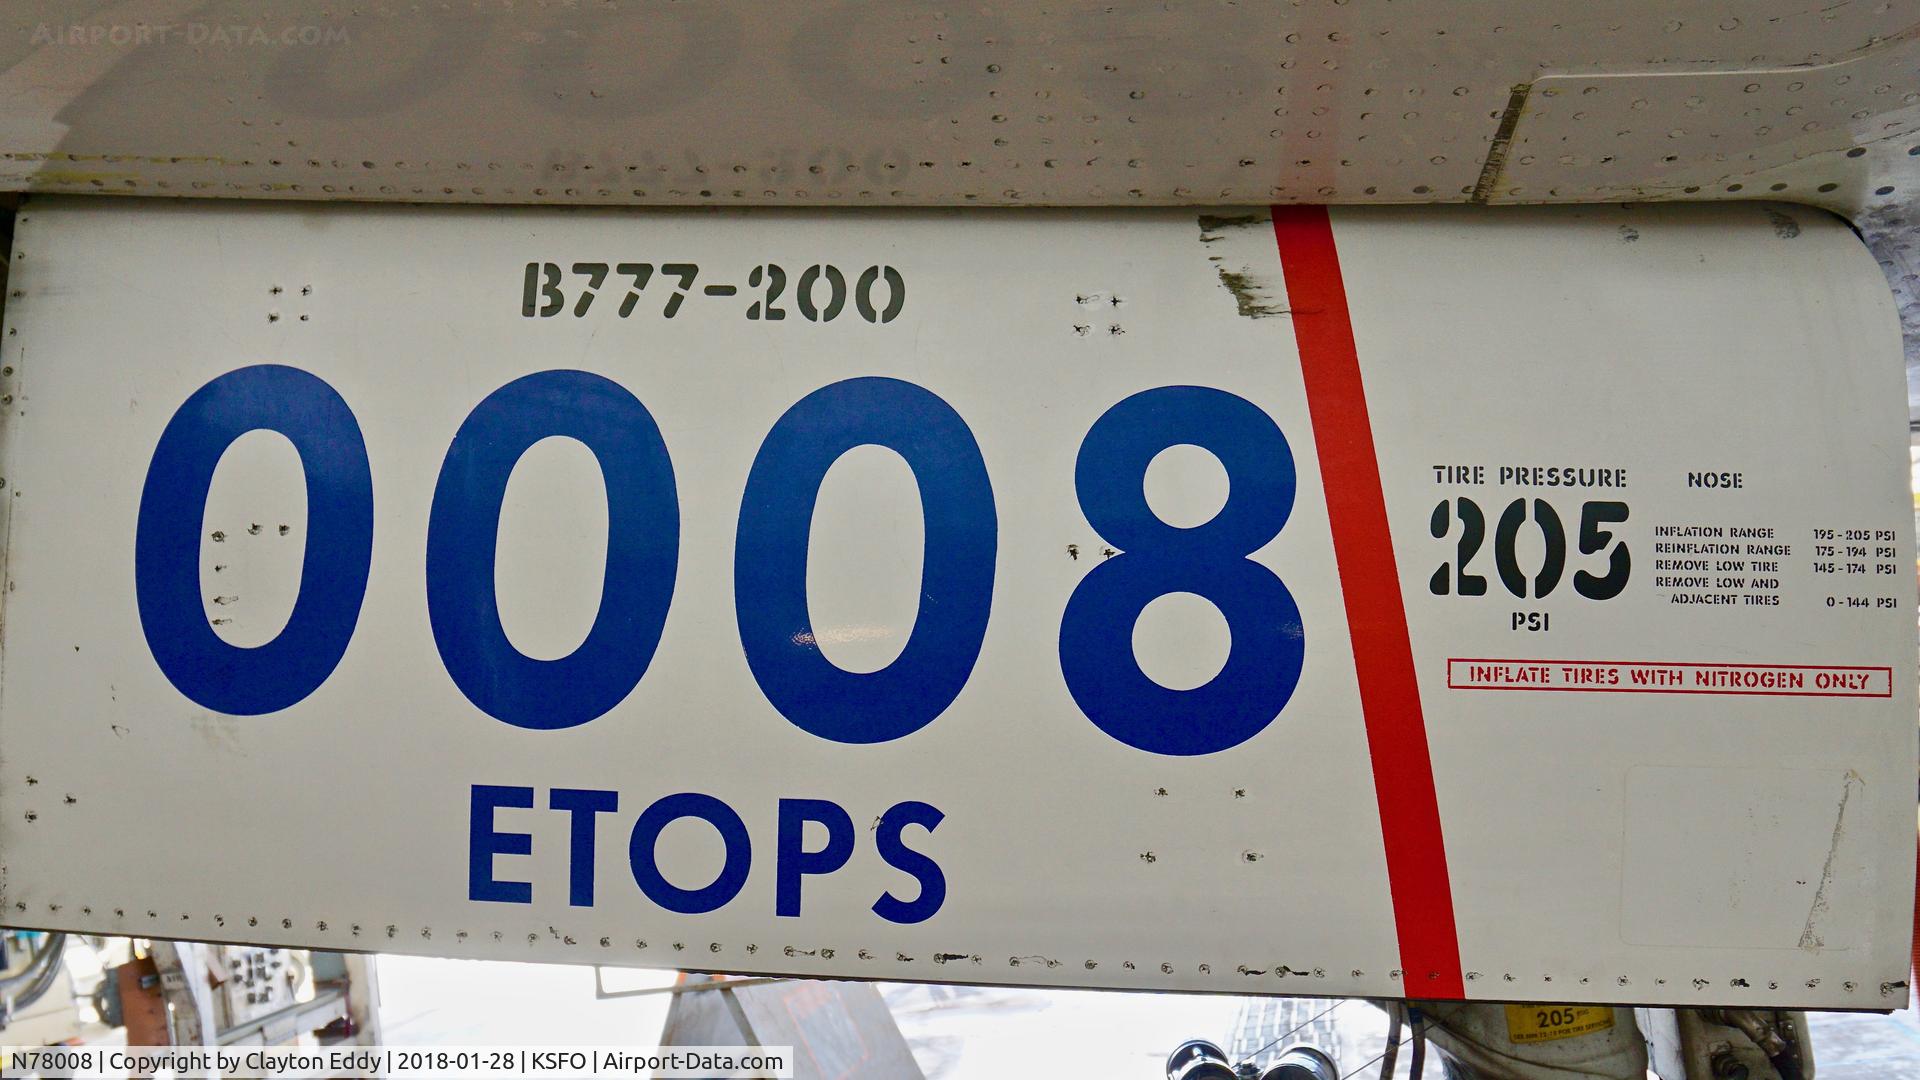 AIRPORT-DATA.COM
B777-200
0008
ETOPS
TIRE PRESSURE NOSE
205
PSI
INFLATION RANGE 195-205 PSI
REINFLATION RANGE 175-194 PSI
REMOVE LOW TIRE 145-174 PSI
REMOVE LOW AND
ADJACENT TIRES 0-144 PSI
INFLATE TIRES WITH NITROGEN ONLY
205
N78008 | Copyright by Clayton Eddy | 2018-01-28 | KSFO | Airport-Data.com